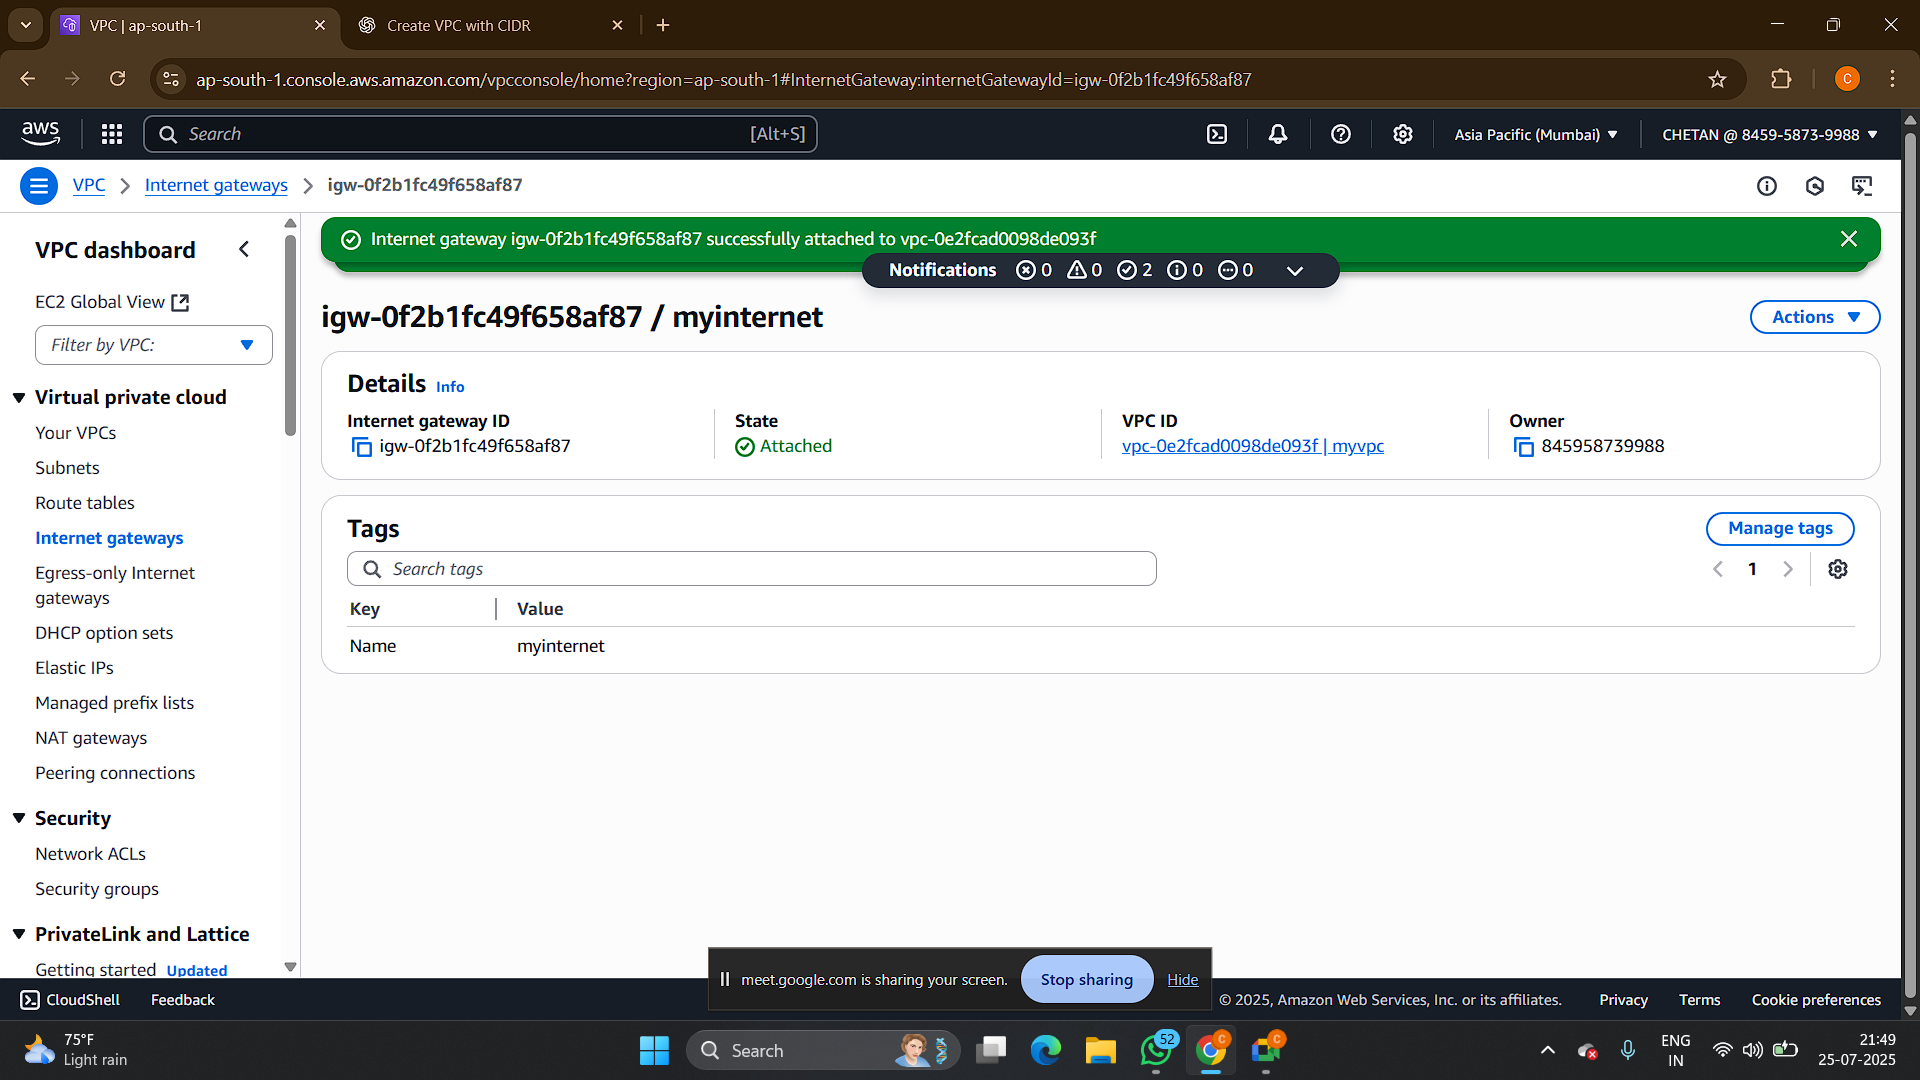 VPC | ap-south-1
Create VPC with CIDR
ap-south-1.console.aws.amazon.com/vpcconsole/home?region=ap-south-1#InternetGateway:internetGatewayId=igw-0f2b1fc49f658af87
C
aws
Search
[Alt+S]
Asia Pacific (Mumbai)
CHETAN @ 8459-5873-9988
VPC
Internet gateways
igw-0f2b1fc49f658af87
VPC dashboard
EC2 Global View
Filter by VPC:
Virtual private cloud
Your VPCs
Subnets
Route tables
Internet gateways
Egress-only Internet
gateways
DHCP option sets
Elastic IPs
Managed prefix lists
NAT gateways
Peering connections
Security
Network ACLs
Security groups
PrivateLink and Lattice
Getting started Updated
Internet gateway igw-0f2b1fc49f658af87 successfully attached to vpc-0e2fcad0098de093f
Notifications 0 0 2 0 0
igw-0f2b1fc49f658af87 / myinternet
Actions
Details Info
Internet gateway ID
igw-0f2b1fc49f658af87
State
Attached
VPC ID
vpc-0e2fcad0098de093f | myvpc
Owner
845958739988
Tags
Manage tags
Search tags
1
Key Value
Name myinternet
meet.google.com is sharing your screen.
Stop sharing
Hide
CloudShell
Feedback
© 2025, Amazon Web Services, Inc. or its affiliates.
Privacy
Terms
Cookie preferences
75°F
Light rain
Search
52
C
C
ENG
IN
21:49
25-07-2025